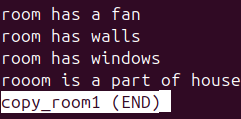 room has a fan
room has walls
room has windows
rooom is a part of house
copy_room1 (END)